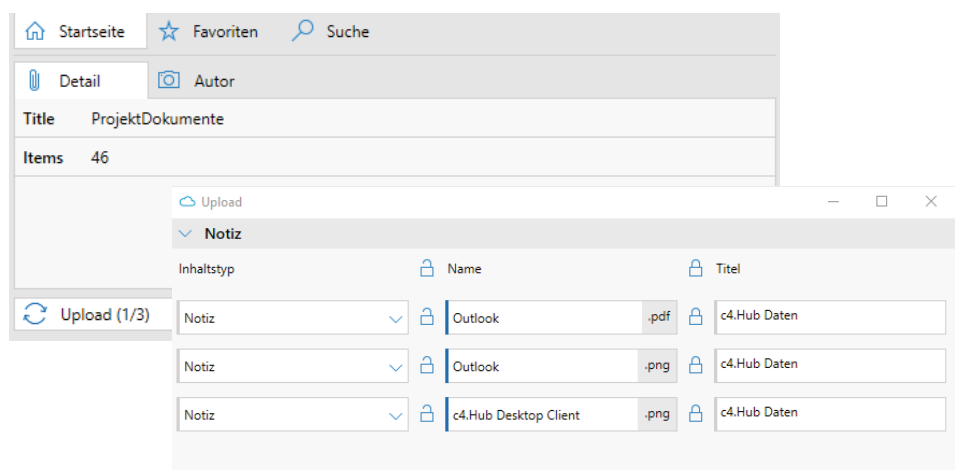 Startseite Favoriten Suche
Detail Autor
Title ProjektDokumente
Items 46
Upload
Notiz
Inhaltstyp Name Titel
Upload (1/3)
Notiz Outlook .pdf c4.Hub Daten
Notiz Outlook .png c4.Hub Daten
Notiz c4.Hub Desktop Client .png c4.Hub Daten